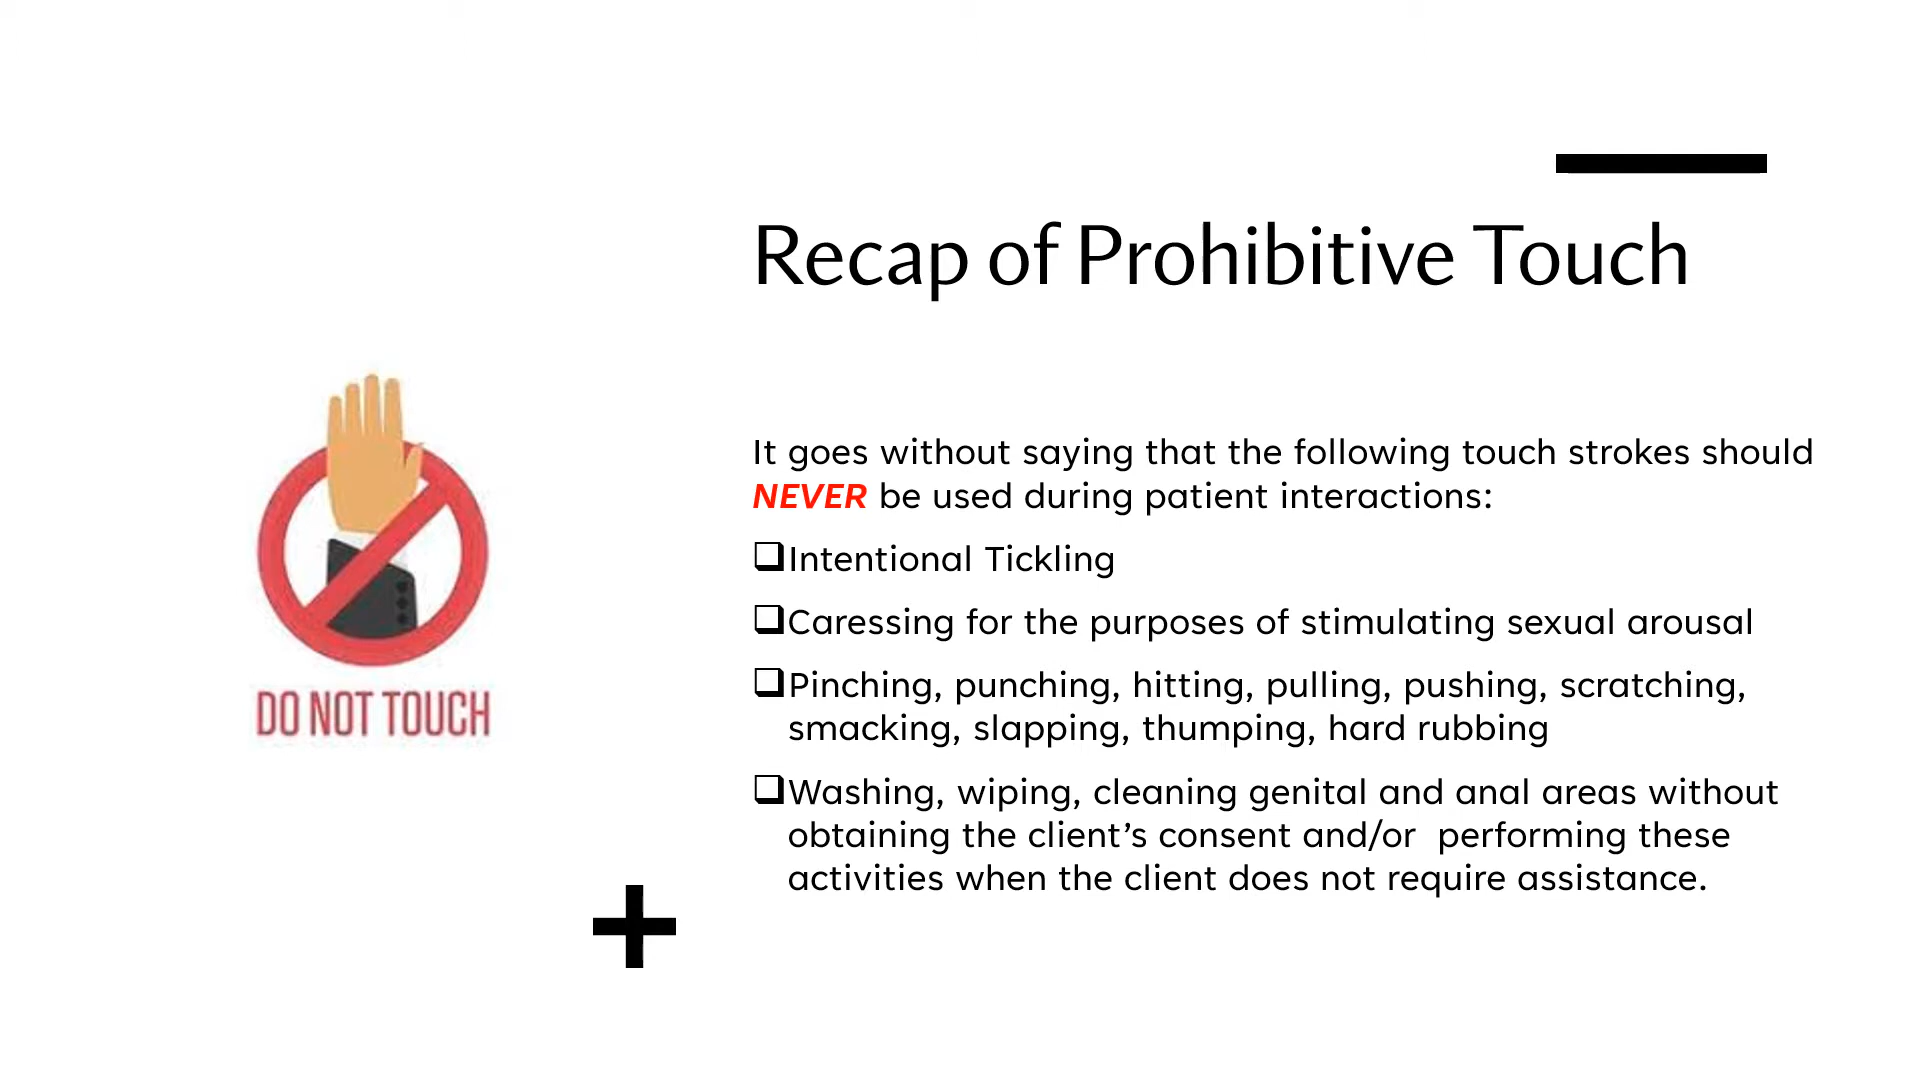 Recap of Prohibitive Touch
It goes without saying that the following touch strokes should
NEVER be used during patient interactions:
❑Intentional Tickling
❑Caressing for the purposes of stimulating sexual arousal
❑Pinching, punching, hitting, pulling, pushing, scratching,
smacking, slapping, thumping, hard rubbing
❑Washing, wiping, cleaning genital and anal areas without
obtaining the client’s consent and/or  performing these
activities when the client does not require assistance.
DO NOT TOUCH